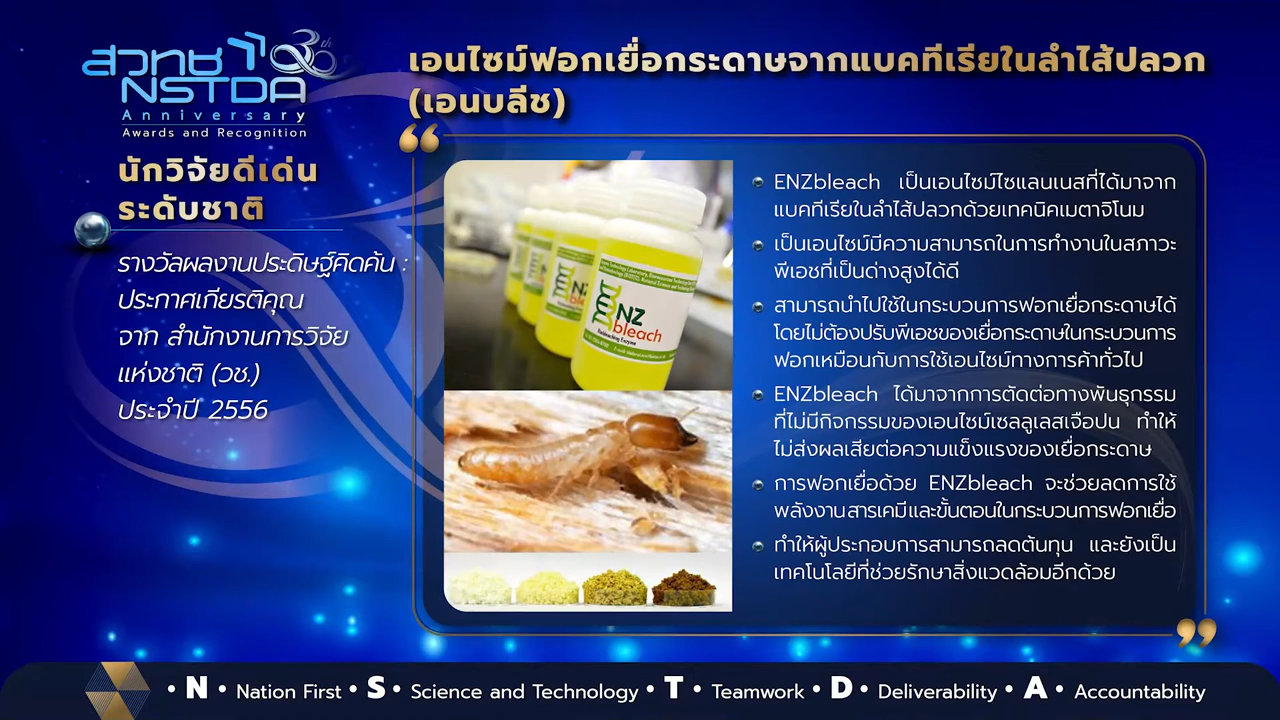 สวทช
NSTDA
30th
Anniversary
Awards and Recognition
นักวิจัยดีเด่น
ระดับชาติ
รางวัลผลงานประดิษฐ์คิดค้น :
ประกาศเกียรติคุณ
จาก สำนักงานการวิจัย
แห่งชาติ (วช.)
ประจำปี 2556
เอนไซม์ฟอกเยื่อกระดาษจากแบคทีเรียในลำไส้ปลวก
(เอนบลีช)
ENZ
bleach
ENZbleach เป็นเอนไซม์ไซแลนเนสที่ได้มาจาก
แบคทีเรียในลำไส้ปลวกด้วยเทคนิคเมตาจีโนม
เป็นเอนไซม์มีความสามารถในการทำงานในสภาวะ
พีเอชที่เป็นด่างสูงได้ดี
สามารถนำไปใช้ในกระบวนการฟอกเยื่อกระดาษได้
โดยไม่ต้องปรับพีเอชของเยื่อกระดาษในกระบวนการ
ฟอกเหมือนกับการใช้เอนไซม์ทางการค้าทั่วไป
ENZbleach ได้มาจากการตัดต่อทางพันธุกรรม
ที่ไม่มีกิจกรรมของเอนไซม์เซลลูเลสเจือปน ทำให้
ไม่ส่งผลเสียต่อความแข็งแรงของเยื่อกระดาษ
การฟอกเยื่อด้วย ENZbleach จะช่วยลดการใช้
พลังงานสารเคมีและขั้นตอนในกระบวนการฟอกเยื่อ
ทำให้ผู้ประกอบการสามารถลดต้นทุน และยังเป็น
เทคโนโลยีที่ช่วยรักษาสิ่งแวดล้อมอีกด้วย
• N • Nation First • S • Science and Technology • T • Teamwork • D • Deliverability • A • Accountability